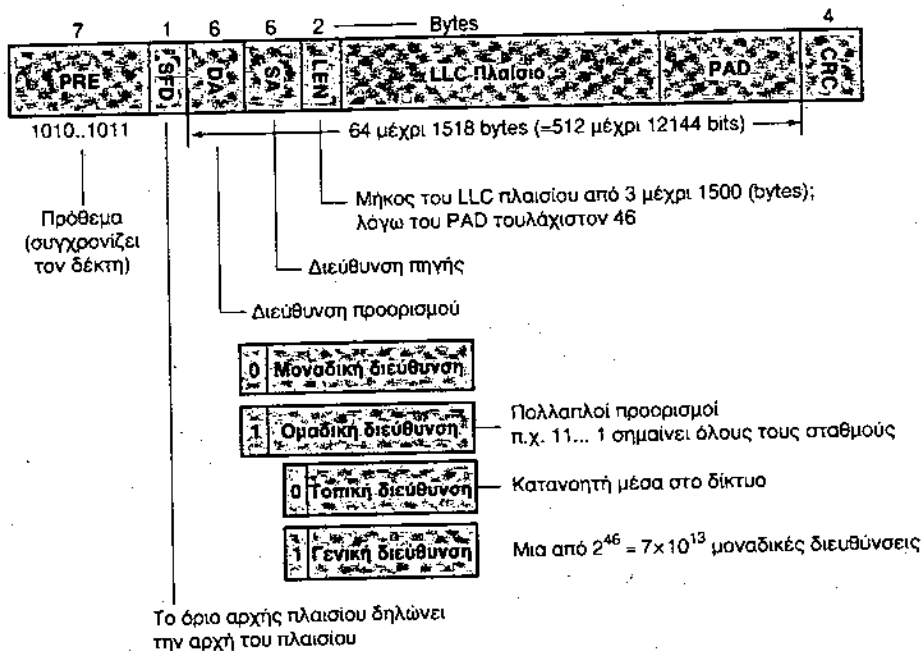 7 1 6 6 2 Bytes 4
PRE SFD DA SA LEN LLC Πλαίσιο PAD CRC
1010..1011
64 μέχρι 1518 bytes (=512 μέχρι 12144 bits)
Μήκος του LLC πλαισίου από 3 μέχρι 1500 (bytes);
λόγω του PAD τουλάχιστον 46
Πρόθεμα
(συγχρονίζει
τον δέκτη)
Διεύθυνση πηγής
Διεύθυνση προορισμού
0 Μοναδική διεύθυνση
1 Ομαδική διεύθυνση
Πολλαπλοί προορισμοί
π.χ. 11... 1 σημαίνει όλους τους σταθμούς
0 Τοπική διεύθυνση
Κατανοητή μέσα στο δίκτυο
1 Γενική διεύθυνση
Μια από 2^46 = 7×10^13 μοναδικές διευθύνσεις
Το όριο αρχής πλαισίου δηλώνει
την αρχή του πλαισίου